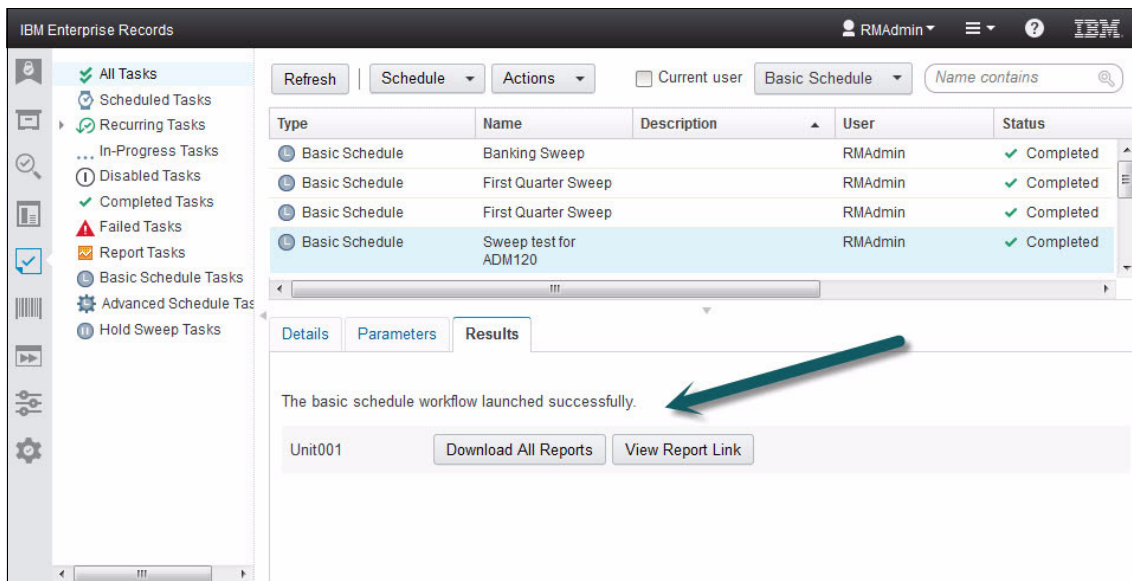 IBM Enterprise Records
RMAdmin
?
IBM
All Tasks
Scheduled Tasks
Recurring Tasks
In-Progress Tasks
Disabled Tasks
Completed Tasks
Failed Tasks
Report Tasks
Basic Schedule Tasks
Advanced Schedule Tas
Hold Sweep Tasks
Refresh | Schedule Actions Current user Basic Schedule Name contains
Type Name Description User Status
Basic Schedule Banking Sweep RMAdmin Completed
Basic Schedule First Quarter Sweep RMAdmin Completed
Basic Schedule First Quarter Sweep RMAdmin Completed
Basic Schedule Sweep test for RMAdmin Completed
ADM120
Details Parameters Results
The basic schedule workflow launched successfully.
Unit001 Download All Reports View Report Link